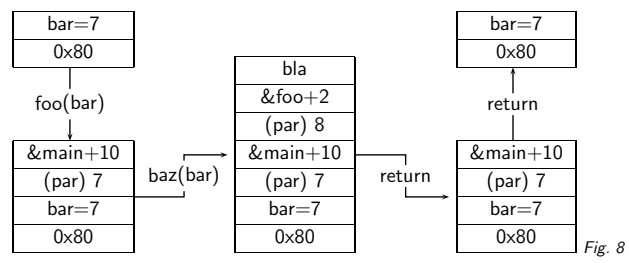 bar=7
0x80
foo(bar)
&main+10
(par) 7
bar=7
0x80
baz(bar)
bla
&foo+2
(par) 8
&main+10
(par) 7
bar=7
0x80
return
bar=7
0x80
return
&main+10
(par) 7
bar=7
0x80
Fig. 8